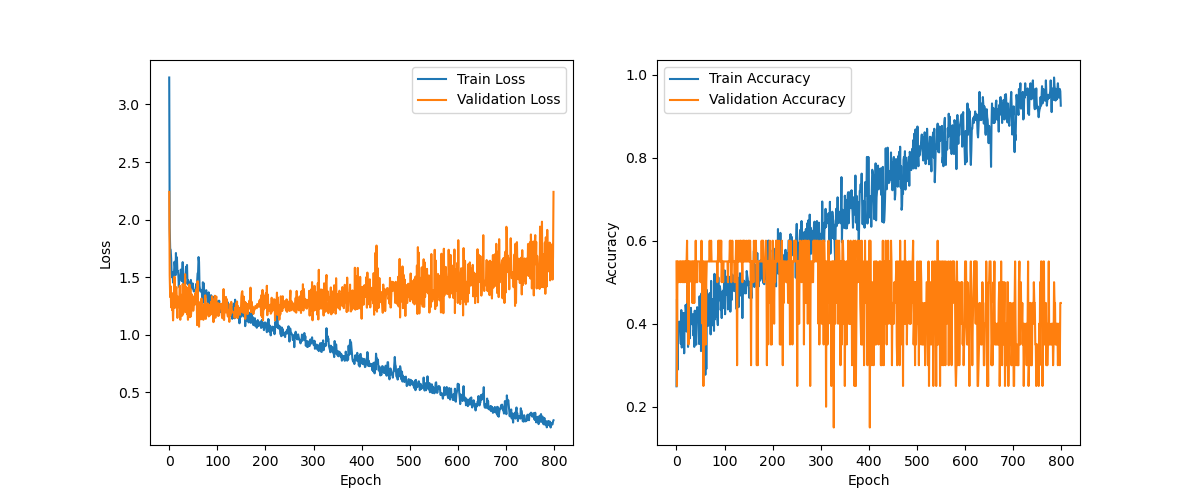 Train Loss
Validation Loss
3.0
2.5
2.0
1.5
1.0
0.5
Loss
0 100 200 300 400 500 600 700 800
Epoch
Train Accuracy
Validation Accuracy
1.0
0.8
0.6
0.4
0.2
Accuracy
0 100 200 300 400 500 600 700 800
Epoch